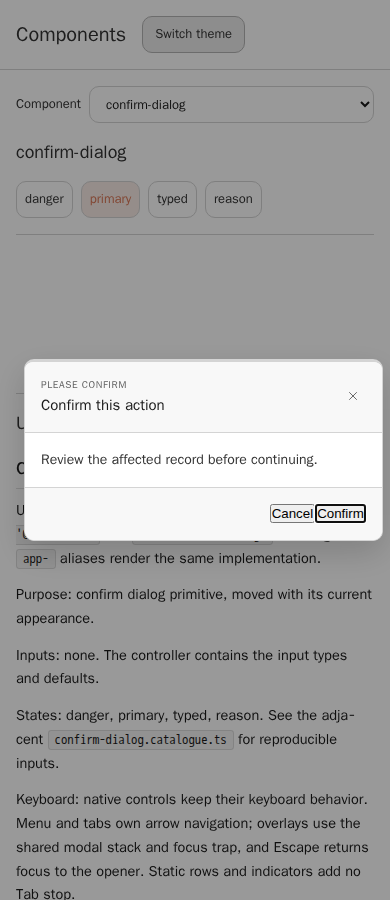 Components
Switch theme
Component
confirm-dialog
confirm-dialog
danger
primary
typed
reason
PLEASE CONFIRM
Confirm this action
×
Review the affected record before continuing.
Cancel
Confirm
app- aliases render the same implementation.
Purpose: confirm dialog primitive, moved with its current
appearance.
Inputs: none. The controller contains the input types
and defaults.
States: danger, primary, typed, reason. See the adja-
cent confirm-dialog.catalogue.ts for reproducible
inputs.
Keyboard: native controls keep their keyboard behavior.
Menu and tabs own arrow navigation; overlays use the
shared modal stack and focus trap, and Escape returns
focus to the opener. Static rows and indicators add no
Tab stop.